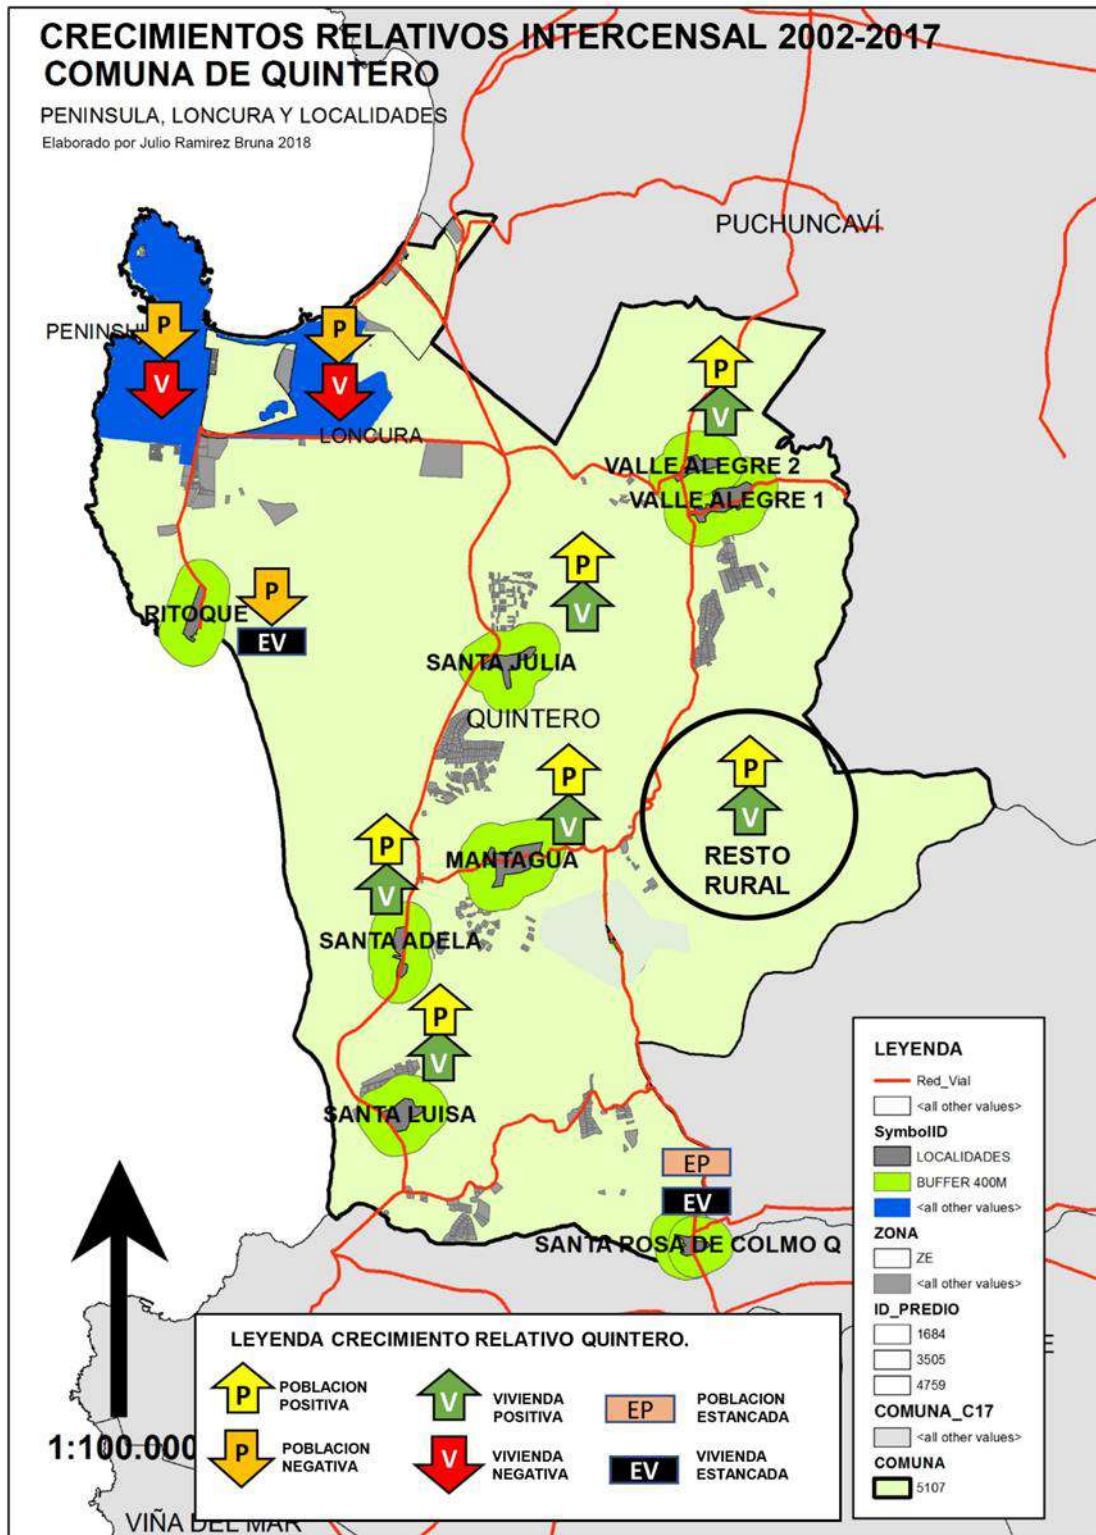 CRECIMIENTOS RELATIVOS INTERCENSAL 2002-2017
COMUNA DE QUINTERO
PENINSULA, LONCURA Y LOCALIDADES
Elaborado por Julio Ramirez Bruna 2018
PUCHUNCAVÍ
P
P
V
V
LONCURA
P
V
VALLE ALEGRE 2
VALLE ALEGRE 1
P
V
P
EV
RITOQUE
SANTA JULIA
QUINTERO
P
V
MANTAGUA
P
V
RESTO
RURAL
P
V
SANTA ADELA
P
V
SANTA LUISA
EP
EV
SANTA ROSA DE COLMO Q
LEYENDA
Red_Vial
<all other values>
SymbolID
LOCALIDADES
BUFFER 400M
<all other values>
ZONA
ZE
<all other values>
ID_PREDIO
1684
3505
4759
COMUNA_C17
<all other values>
COMUNA
5107
LEYENDA CRECIMIENTO RELATIVO QUINTERO.
P POBLACION
POSITIVA
V VIVIENDA
POSITIVA
EP POBLACION
ESTANCADA
P POBLACION
NEGATIVA
V VIVIENDA
NEGATIVA
EV VIVIENDA
ESTANCADA
1:100.000
VIÑA DEL MAR